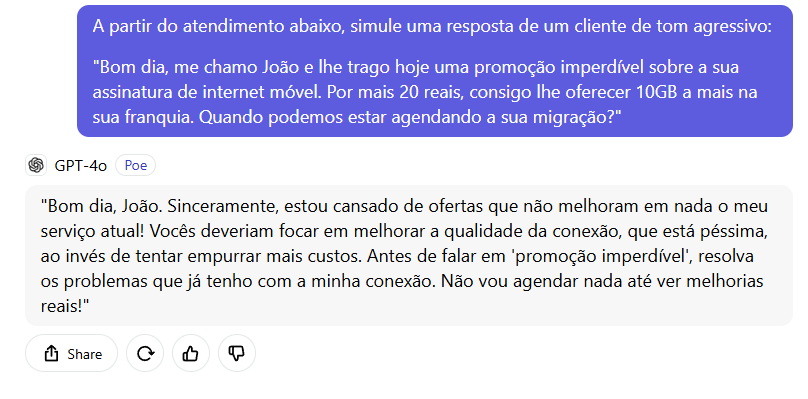 A partir do atendimento abaixo, simule uma resposta de um cliente de tom agressivo:
"Bom dia, me chamo João e lhe trago hoje uma promoção imperdível sobre a sua
assinatura de internet móvel. Por mais 20 reais, consigo lhe oferecer 10GB a mais na
sua franquia. Quando podemos estar agendando a sua migração?"
GPT-4o Poe
"Bom dia, João. Sinceramente, estou cansado de ofertas que não melhoram em nada o meu
serviço atual! Vocês deveriam focar em melhorar a qualidade da conexão, que está péssima,
ao invés de tentar empurrar mais custos. Antes de falar em 'promoção imperdível', resolva
os problemas que já tenho com a minha conexão. Não vou agendar nada até ver melhorias
reais!"
Share